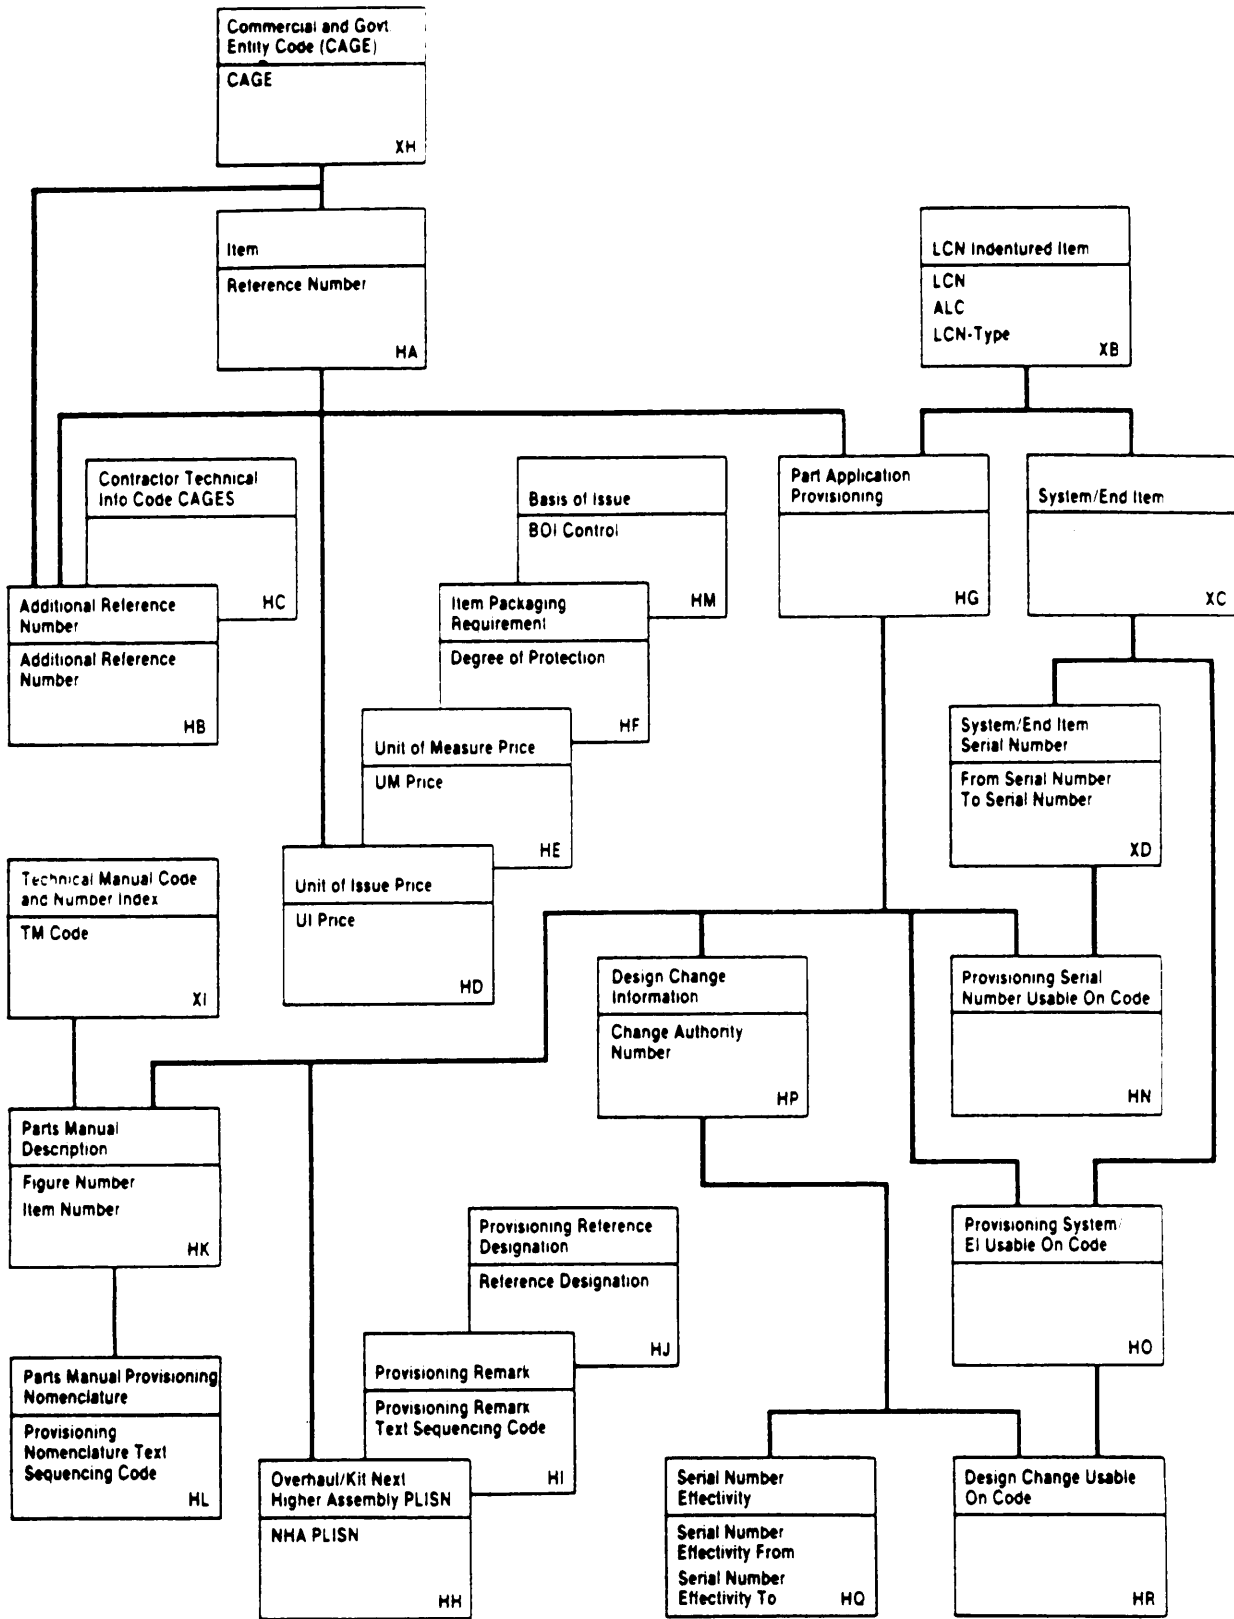 Commercial and Govt.
Entity Code (CAGE)
CAGE
XH
Item
Reference Number
HA
LCN Indentured Item
LCN
ALC
LCN-Type
XB
Contractor Technical
Info Code CAGES
HC
Additional Reference
Number
Additional Reference
Number
HB
Basis of Issue
BOI Control
HM
Item Packaging
Requirement
Degree of Protection
HF
Unit of Measure Price
UM Price
HE
Unit of Issue Price
UI Price
HD
Part Application
Provisioning
HG
System/End Item
XC
System/End Item
Serial Number
From Serial Number
To Serial Number
XD
Technical Manual Code
and Number Index
TM Code
XI
Design Change
Information
Change Authority
Number
HP
Provisioning Serial
Number Usable On Code
HN
Parts Manual
Description
Figure Number
Item Number
HK
Provisioning System/
EI Usable On Code
HO
Provisioning Reference
Designation
Reference Designation
HJ
Provisioning Remark
Provisioning Remark
Text Sequencing Code
HI
Parts Manual Provisioning
Nomenclature
Provisioning
Nomenclature Text
Sequencing Code
HL
Overhaul/Kit Next
Higher Assembly PLISN
NHA PLISN
HH
Serial Number
Effectivity
Serial Number
Effectivity From
Serial Number
Effectivity To
HQ
Design Change Usable
On Code
HR